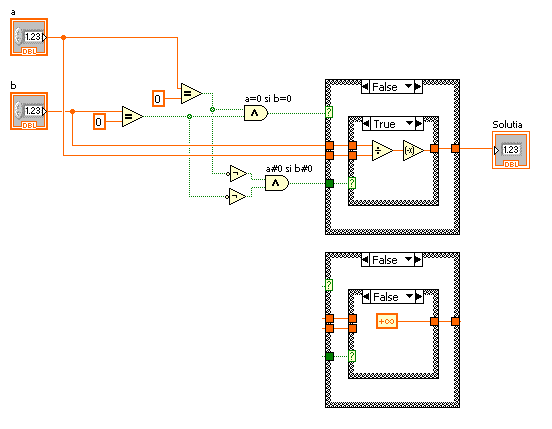 a
1.23
DBL
b
1.23
DBL
0
=
0
=
a=0 si b=0
∧
a#0 si b#0
∧
¬
¬
False
?
True
÷
-x
?
Solutia
1.23
DBL
False
?
False
+∞
?